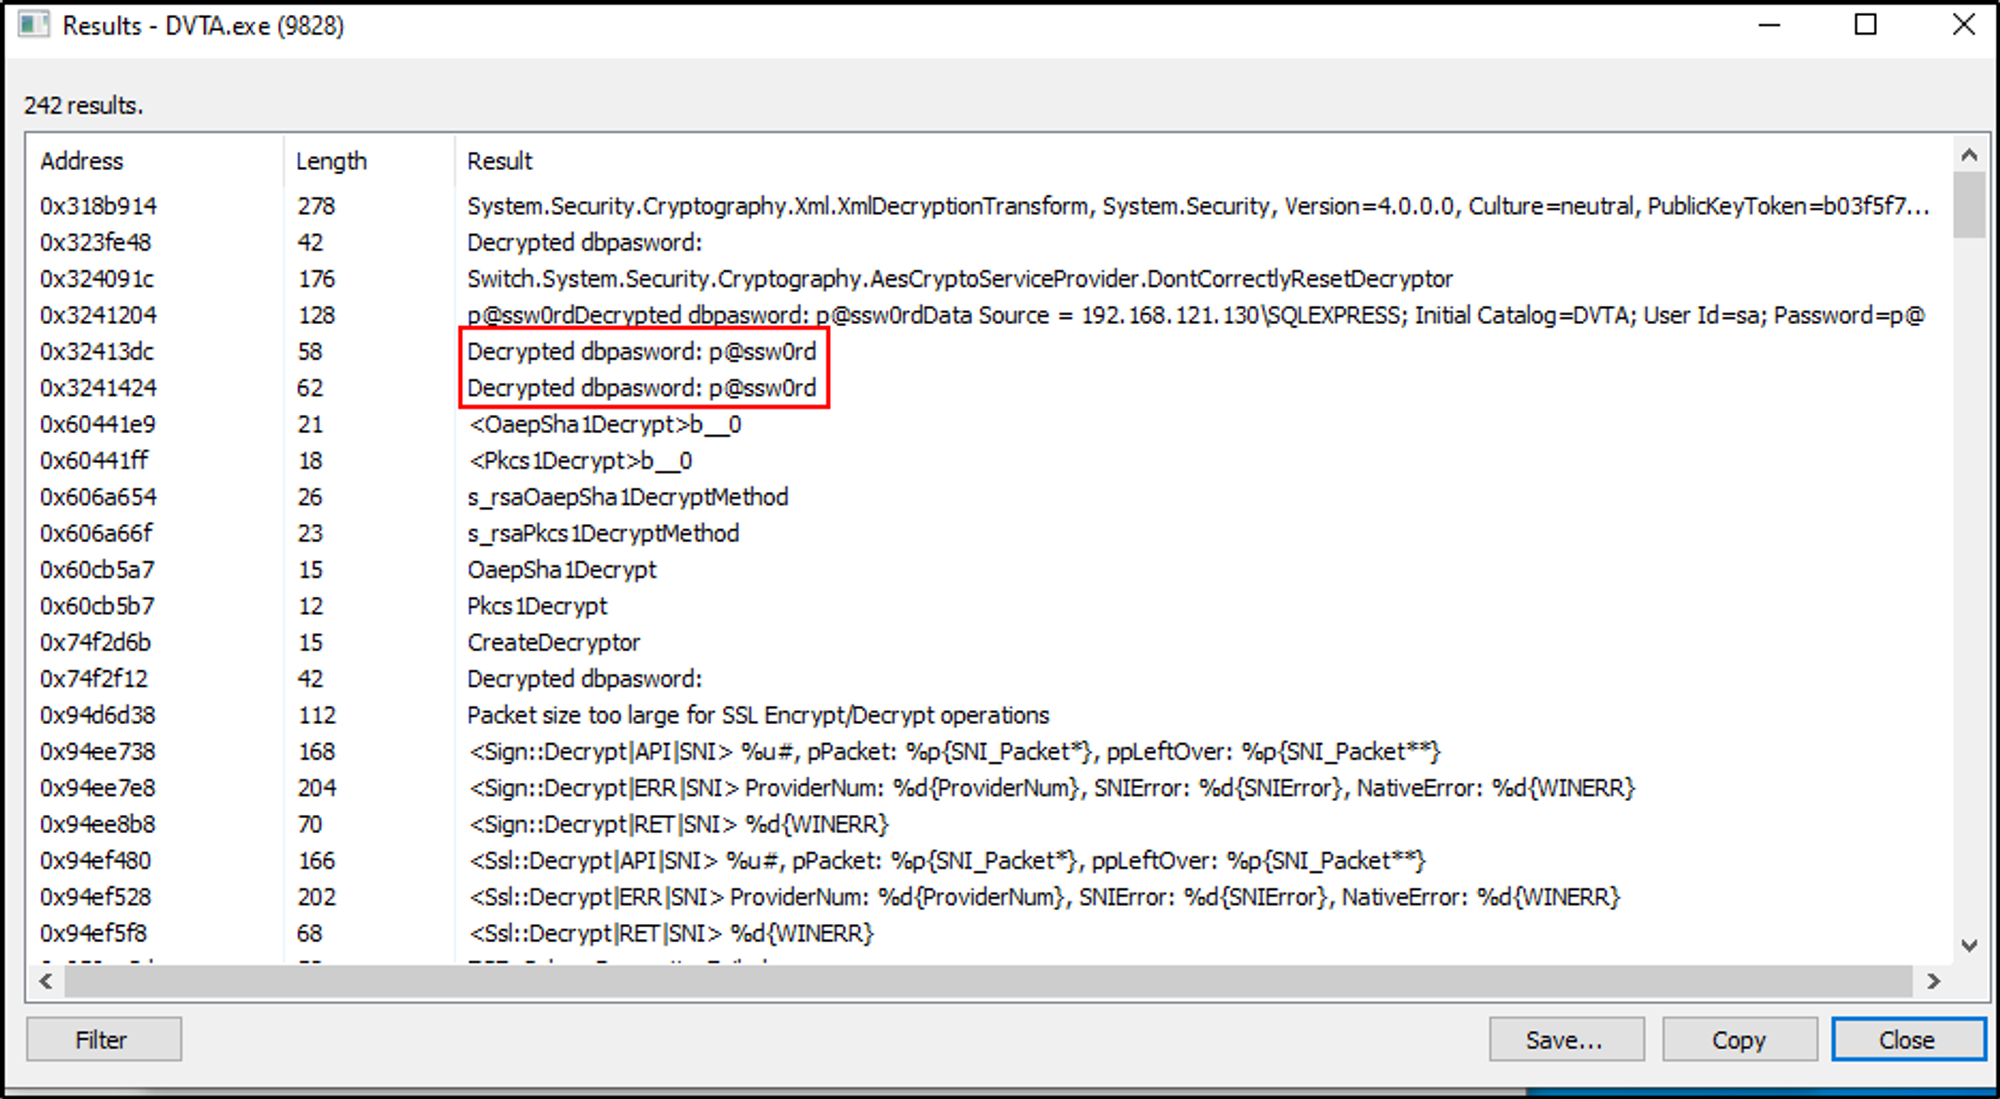 Results - DVTA.exe (9828)
242 results.
Address Length Result
0x318b914 278 System.Security.Cryptography.Xml.XmlDecryptionTransform, System.Security, Version=4.0.0.0, Culture=neutral, PublicKeyToken=b03f5f7...
0x323fe48 42 Decrypted dbpasword:
0x324091c 176 Switch.System.Security.Cryptography.AesCryptoServiceProvider.DontCorrectlyResetDecryptor
0x3241204 128 p@ssw0rdDecrypted dbpasword: p@ssw0rdData Source = 192.168.121.130\SQLEXPRESS; Initial Catalog=DVTA; User Id=sa; Password=p@
0x32413dc 58 Decrypted dbpasword: p@ssw0rd
0x3241424 62 Decrypted dbpasword: p@ssw0rd
0x60441e9 21 <OaepSha1Decrypt>b__0
0x60441ff 18 <Pkcs1Decrypt>b__0
0x606a654 26 s_rsaOaepSha1DecryptMethod
0x606a66f 23 s_rsaPkcs1DecryptMethod
0x60cb5a7 15 OaepSha1Decrypt
0x60cb5b7 12 Pkcs1Decrypt
0x74f2d6b 15 CreateDecryptor
0x74f2f12 42 Decrypted dbpasword:
0x94d6d38 112 Packet size too large for SSL Encrypt/Decrypt operations
0x94ee738 168 <Sign::Decrypt|API|SNI> %u#, pPacket: %p{SNI_Packet*}, ppLeftOver: %p{SNI_Packet**}
0x94ee7e8 204 <Sign::Decrypt|ERR|SNI> ProviderNum: %d{ProviderNum}, SNIError: %d{SNIError}, NativeError: %d{WINERR}
0x94ee8b8 70 <Sign::Decrypt|RET|SNI> %d{WINERR}
0x94ef480 166 <Ssl::Decrypt|API|SNI> %u#, pPacket: %p{SNI_Packet*}, ppLeftOver: %p{SNI_Packet**}
0x94ef528 202 <Ssl::Decrypt|ERR|SNI> ProviderNum: %d{ProviderNum}, SNIError: %d{SNIError}, NativeError: %d{WINERR}
0x94ef5f8 68 <Ssl::Decrypt|RET|SNI> %d{WINERR}
Filter Save... Copy Close